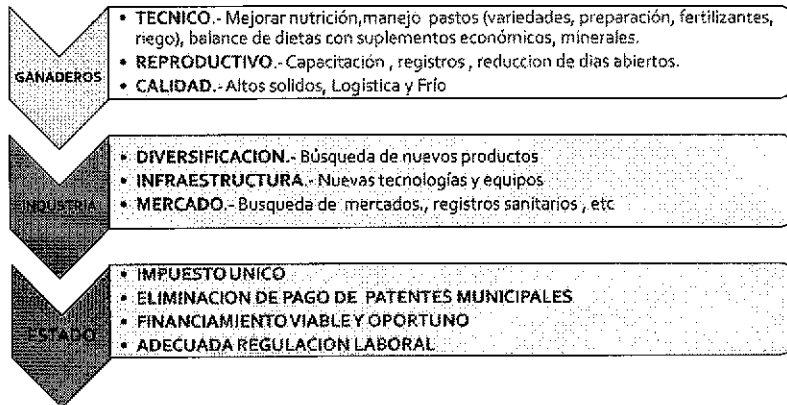 GANADEROS
• TECNICO.- Mejorar nutrición,manejo pastos (variedades, preparación, fertilizantes,
riego), balance de dietas con suplementos económicos, minerales.
• REPRODUCTIVO.- Capacitación , registros , reduccion de dias abiertos.
• CALIDAD.- Altos solidos, Logistica y Frío
INDUSTRIA
• DIVERSIFICACION.- Búsqueda de nuevos productos
• INFRAESTRUCTURA.- Nuevas tecnologías y equipos
• MERCADO.- Busqueda de mercados., registros sanitarios , etc
ESTADO
• IMPUESTO UNICO
• ELIMINACION DE PAGO DE PATENTES MUNICIPALES
• FINANCIAMIENTO VIABLE Y OPORTUNO
• ADECUADA REGULACION LABORAL